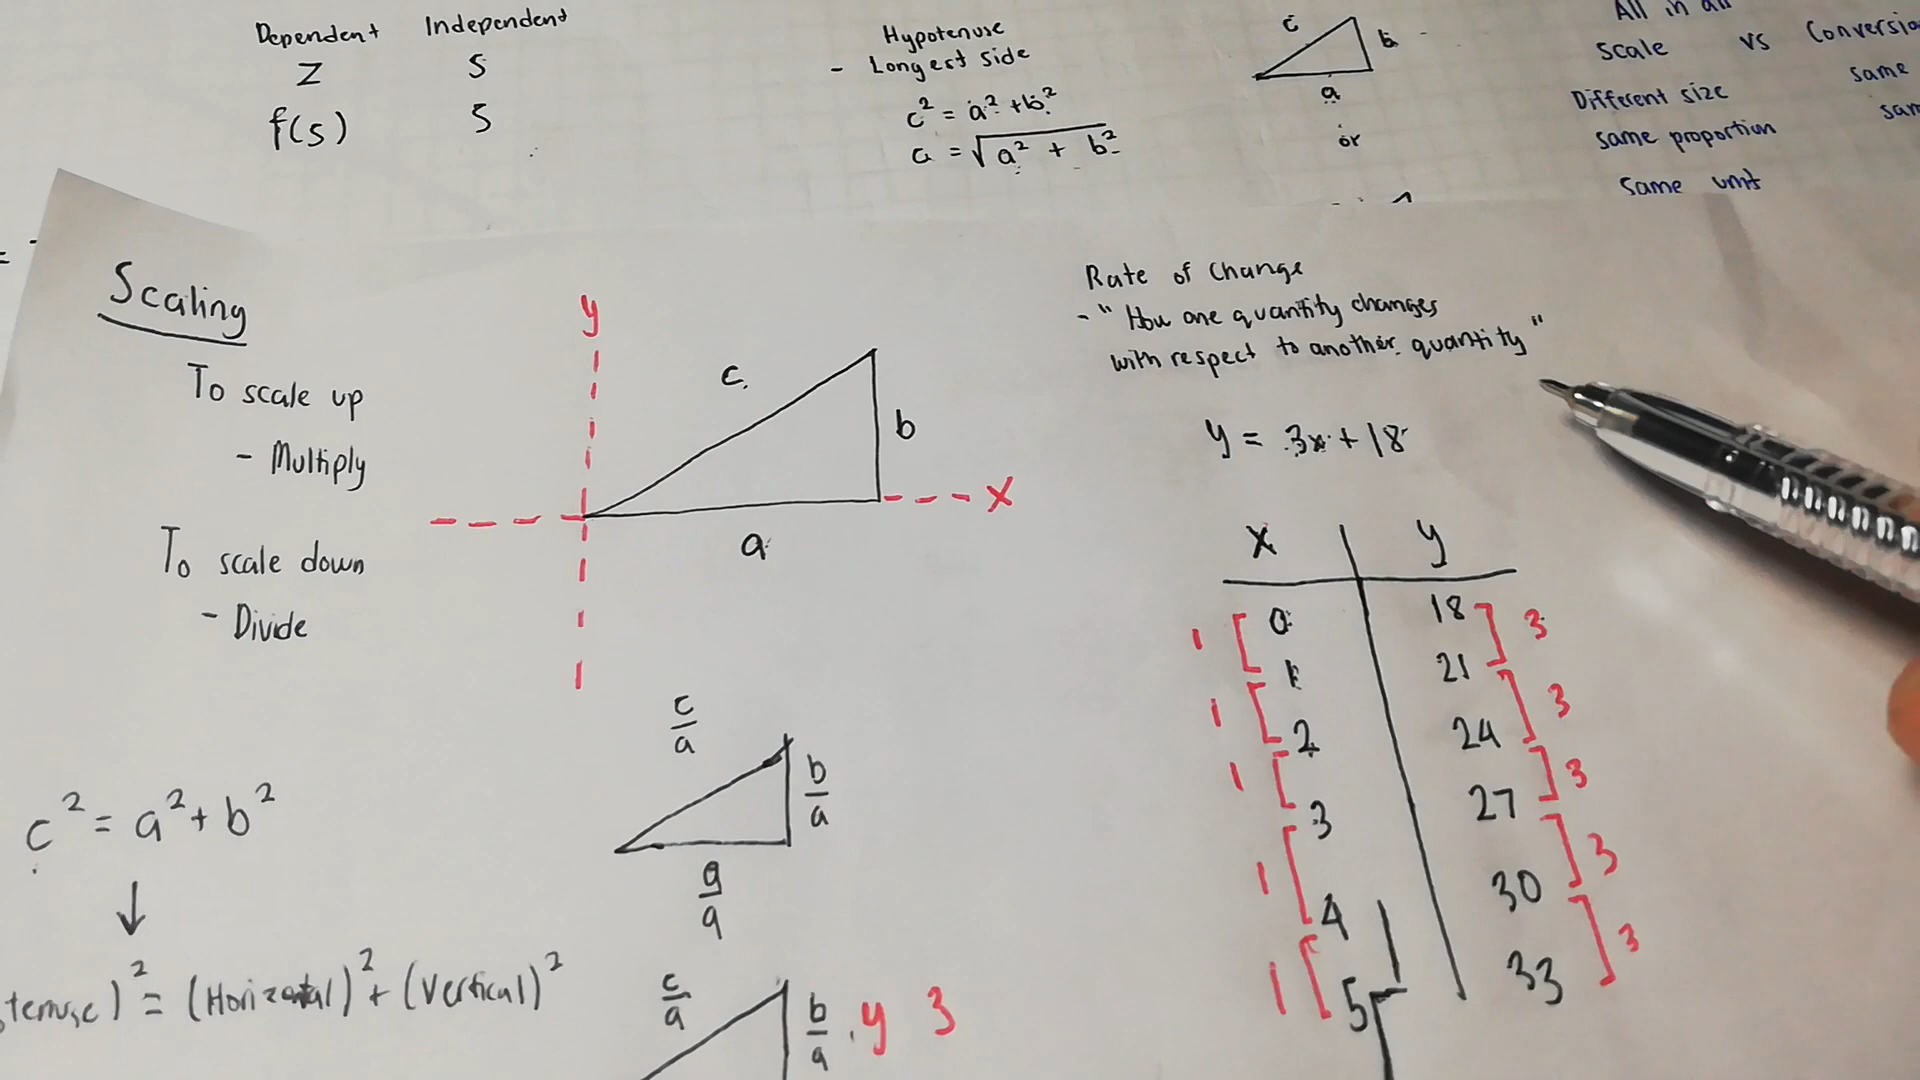 Dependent Independent
Z S
f(s) S
Hypotenuse
- Longest side
c² = a² + b²
a = √a² + b²
c
b
a
or
All in all
scale vs Conversio
Different size same
same proportion sam
same unit
Scaling
To scale up
- Multiply
To scale down
- Divide
y
c
b
x
a
Rate of Change
- "How one quantity changes
with respect to another quantity"
y = 3x + 18
x y
0 18
1 21
2 24
3 27
4 30
5 33
1 3
1 3
1 3
1 3
1 3
c/a
b/a
a/a
c² = a² + b²
↓
tenuse)² = (Horizontal)² + (Vertical)²
c/a
b/a y 3